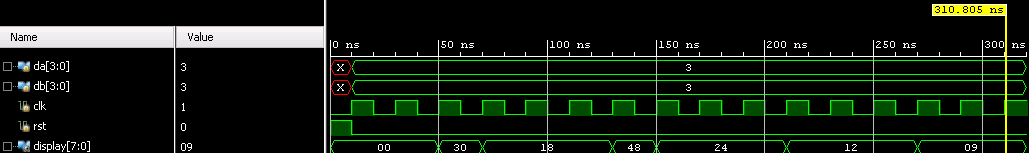 310.805 ns
Name Value
0 ns 50 ns 100 ns 150 ns 200 ns 250 ns 300 ns
da[3:0] 3 X 3
db[3:0] 3 X 3
clk 1
rst 0
display[7:0] 09 00 30 18 48 24 12 09